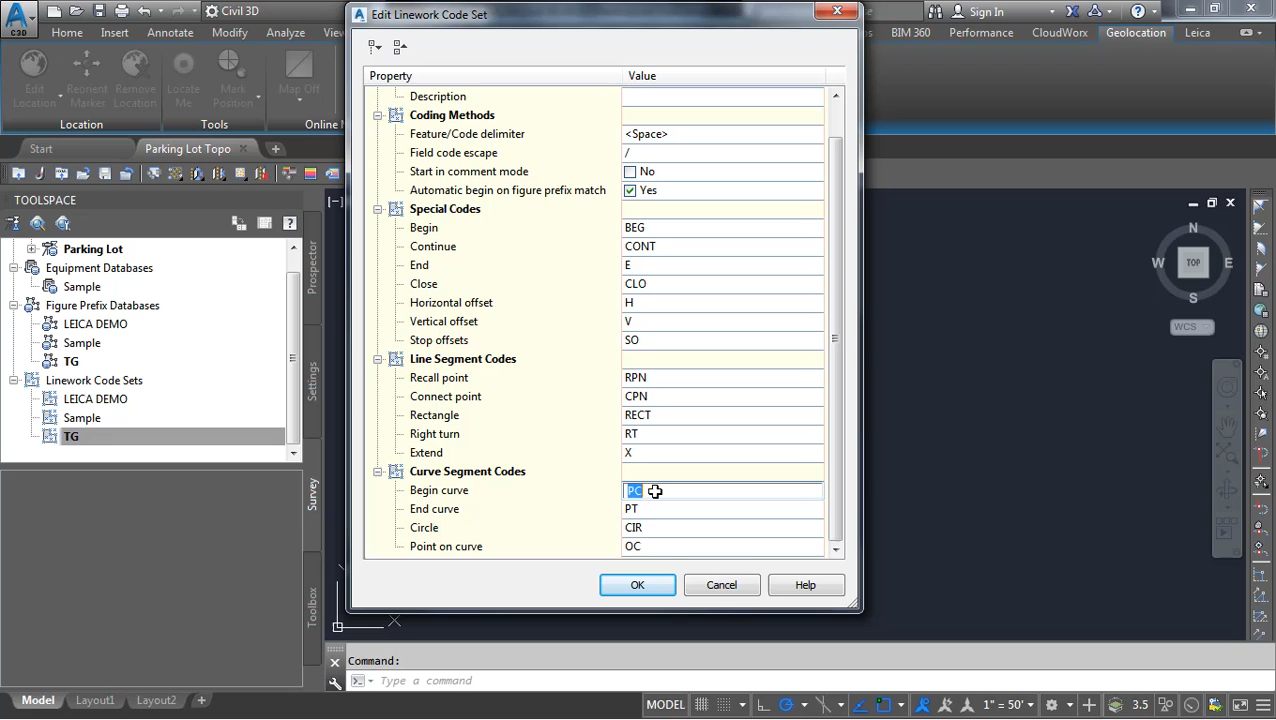 C3D
Civil 3D
Edit Linework Code Set
Sign In
Home Insert Annotate Modify Analyze
BIM 360 Performance CloudWorx Geolocation Leica
Edit Location
Reorient Marker
Remove Location
Locate Me
Mark Position
Map Off
Location
Tools
Start
Parking Lot Topo
TOOLSPACE
Parking Lot
Equipment Databases
Sample
Figure Prefix Databases
LEICA DEMO
Sample
TG
Linework Code Sets
LEICA DEMO
Sample
TG
Prospector
Settings
Survey
Toolbox
Property Value
Description
Coding Methods
Feature/Code delimiter <Space>
Field code escape /
Start in comment mode No
Automatic begin on figure prefix match Yes
Special Codes
Begin BEG
Continue CONT
End E
Close CLO
Horizontal offset H
Vertical offset V
Stop offsets SO
Line Segment Codes
Recall point RPN
Connect point CPN
Rectangle RECT
Right turn RT
Extend X
Curve Segment Codes
Begin curve PC
End curve PT
Circle CIR
Point on curve OC
OK Cancel Help
N
W TOP E
S
WCS
X
Command:
Type a command
Model Layout1 Layout2 +
MODEL 1" = 50' 3.5